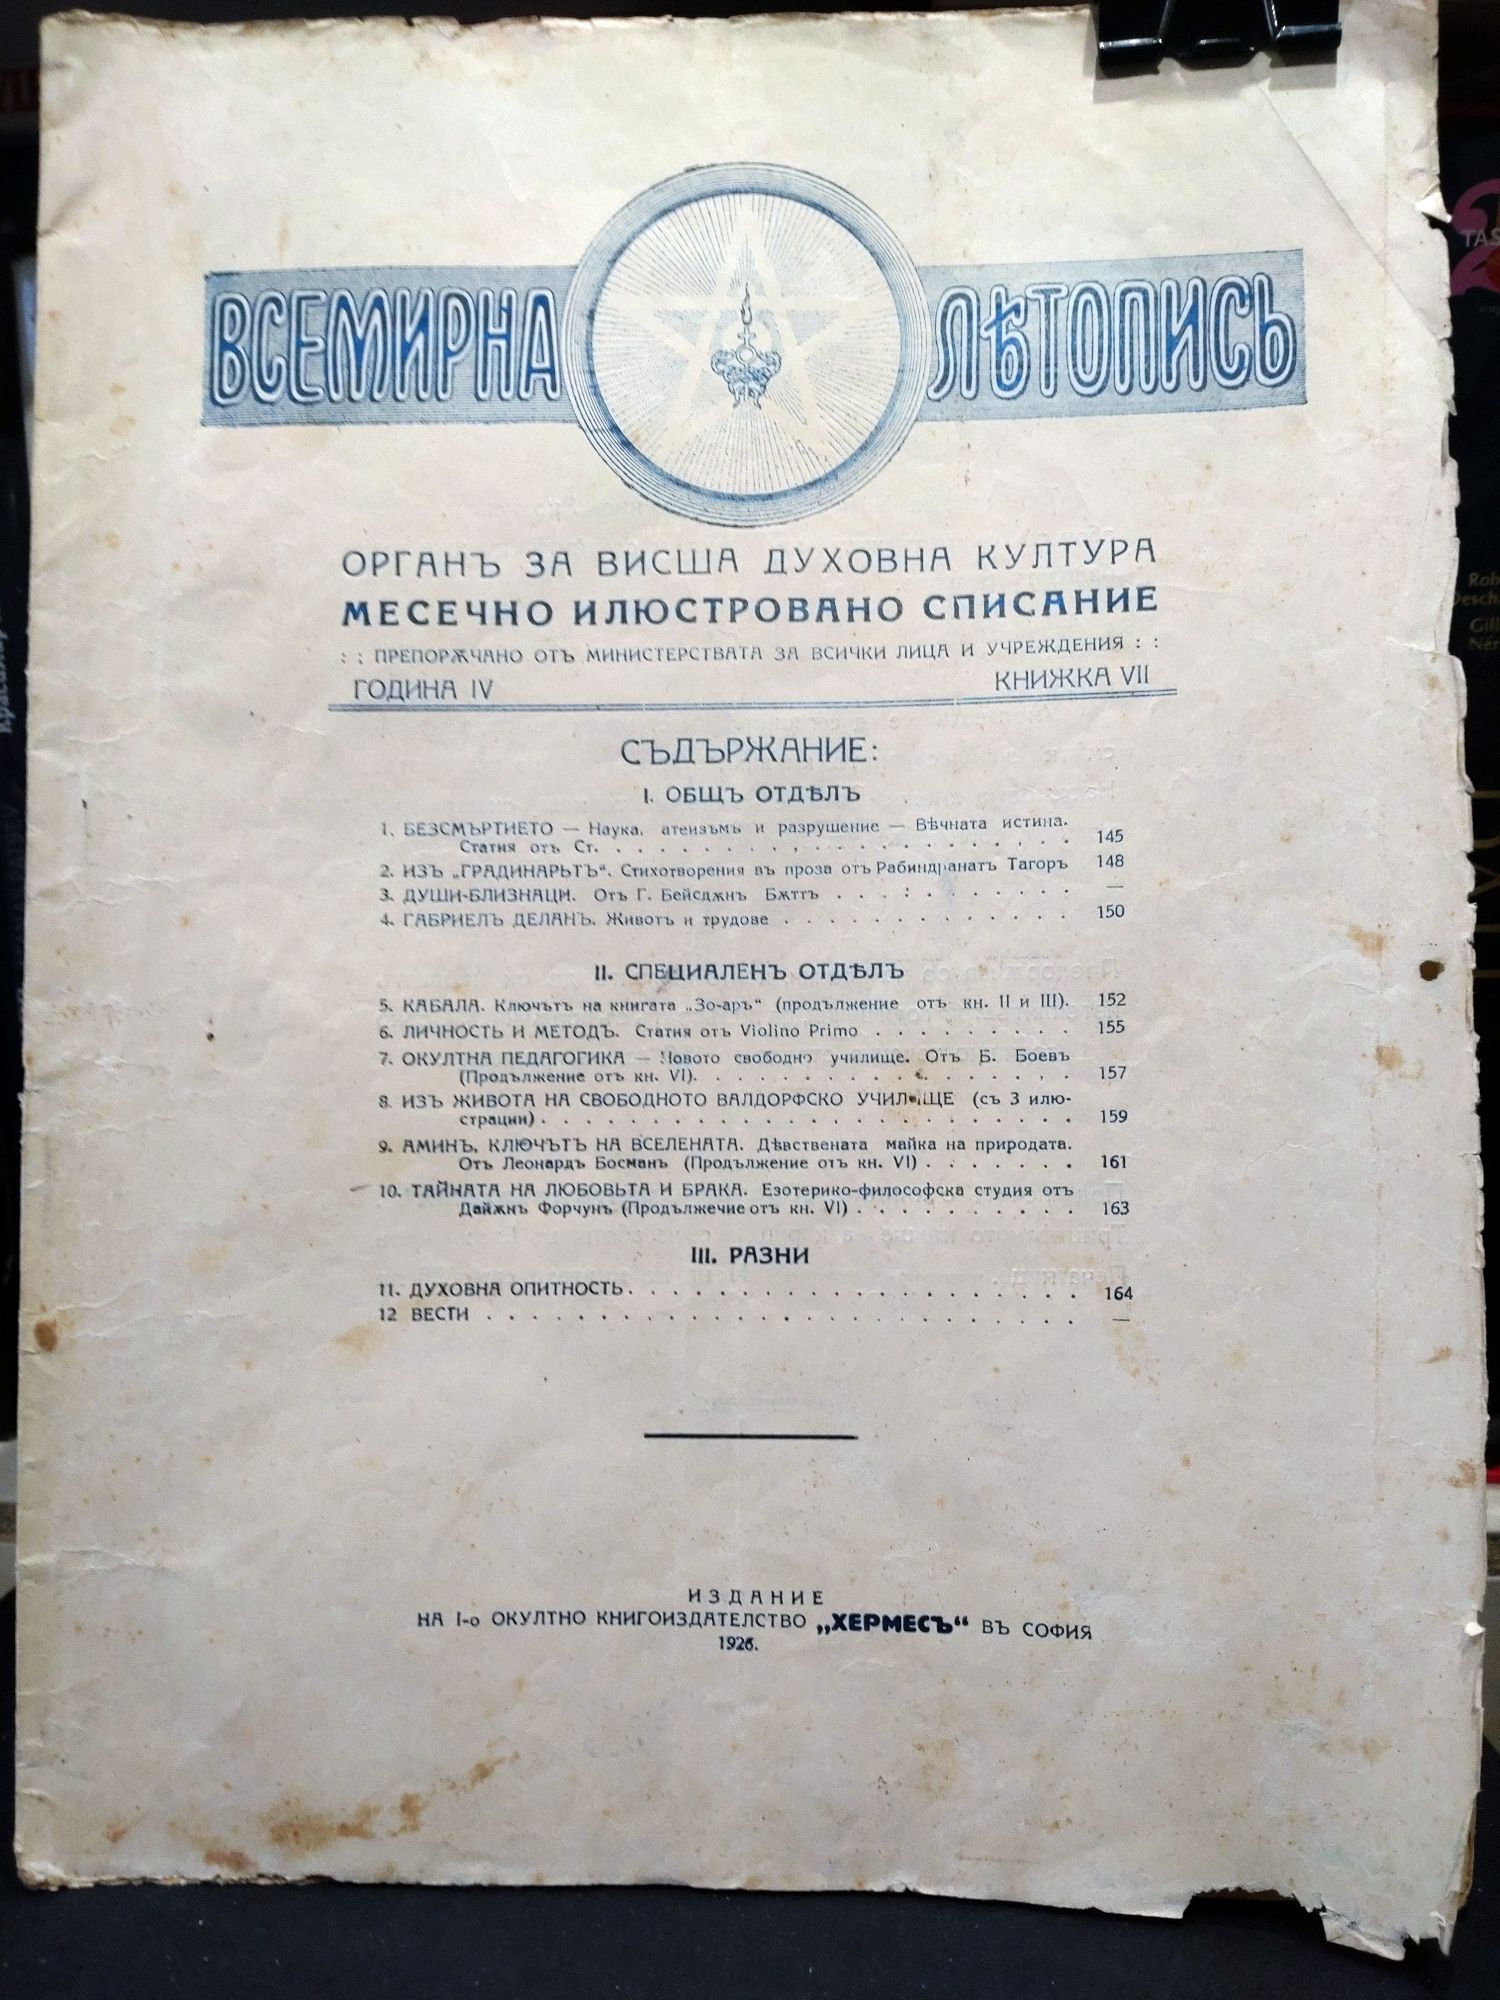 ВСЕМИРНА ЛѢТОПИСЬ
ОРГАНЪ ЗА ВИСША ДУХОВНА КУЛТУРА
МЕСЕЧНО ИЛЮСТРОВАНО СПИСАНИЕ
: : ПРЕПОРѪЧАНО ОТЪ МИНИСТЕРСТВАТА ЗА ВСИЧКИ ЛИЦА И УЧРЕЖДЕНИЯ : :
ГОДИНА IV КНИЖКА VII
СЪДЪРЖАНИЕ:
I. ОБЩЪ ОТДѢЛЪ
1. БЕЗСМЪРТИЕТО — Наука, атеизъмъ и разрушение — Вѣчната истина.
Статия отъ Ст. . . . . . . . . . . . . . . . . . . . 145
2. ИЗЪ „ГРАДИНАРЬТЪ“. Стихотворения въ проза отъ Рабиндранатъ Тагоръ 148
3. ДУШИ-БЛИЗНАЦИ. Отъ Г. Бейсджнъ Бѫттъ . . . . . . . . . . . —
4. ГАБРИЕЛЪ ДЕЛАНЪ. Животъ и трудове . . . . . . . . . . . . . 150
II. СПЕЦИАЛЕНЪ ОТДѢЛЪ
5. КАБАЛА. Ключътъ на книгата „Зо-аръ“ (продължение отъ кн. II и III). 152
6. ЛИЧНОСТЬ И МЕТОДЪ. Статия отъ Violino Primo . . . . . . . . . 155
7. ОКУЛТНА ПЕДАГОГИКА — Новото свободно училище. Отъ Б. Боевъ
(Продължение отъ кн. VI). . . . . . . . . . . . . . . . . 157
8. ИЗЪ ЖИВОТА НА СВОБОДНОТО ВАЛДОРФСКО УЧИЛИЩЕ (съ 3 илю-
страции) . . . . . . . . . . . . . . . . . . . . . . . 159
9. АМИНЪ, КЛЮЧЪТЪ НА ВСЕЛЕНАТА. Дѣвствената майка на природата.
Отъ Леонардъ Босманъ (Продължение отъ кн. VI) . . . . . . . 161
10. ТАЙНАТА НА ЛЮБОВЬТА И БРАКА. Езотерико-философска студия отъ
Дайѫнъ Форчунъ (Продължечие отъ кн. VI) . . . . . . . . . . 163
III. РАЗНИ
11. ДУХОВНА ОПИТНОСТЬ. . . . . . . . . . . . . . . . . . . . 164
12 ВЕСТИ . . . . . . . . . . . . . . . . . . . . . . . . . . —
ИЗДАНИЕ
НА I-о ОКУЛТНО КНИГОИЗДАТЕЛСТВО „ХЕРМЕСЪ“ ВЪ СОФИЯ
1926.